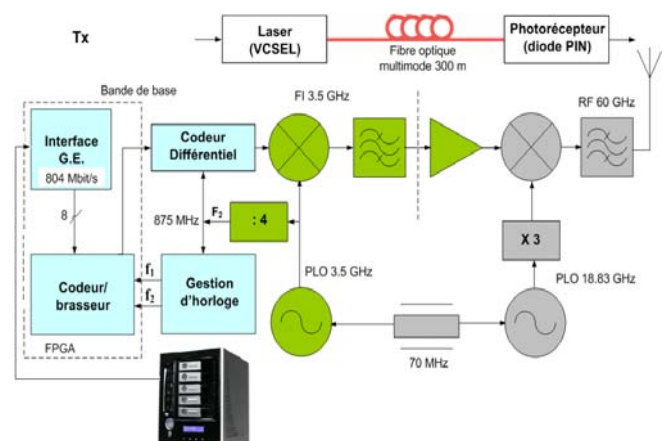 Tx
Laser
(VCSEL)
Fibre optique
multimode 300 m
Photorécepteur
(diode PIN)
Bande de base
Interface
G.E.
804 Mbit/s
Codeur
Différentiel
FI 3.5 GHz
RF 60 GHz
8
875 MHz
F2
: 4
X 3
Codeur/
brasseur
f1
f2
Gestion
d'horloge
PLO 3.5 GHz
PLO 18.83 GHz
70 MHz
FPGA